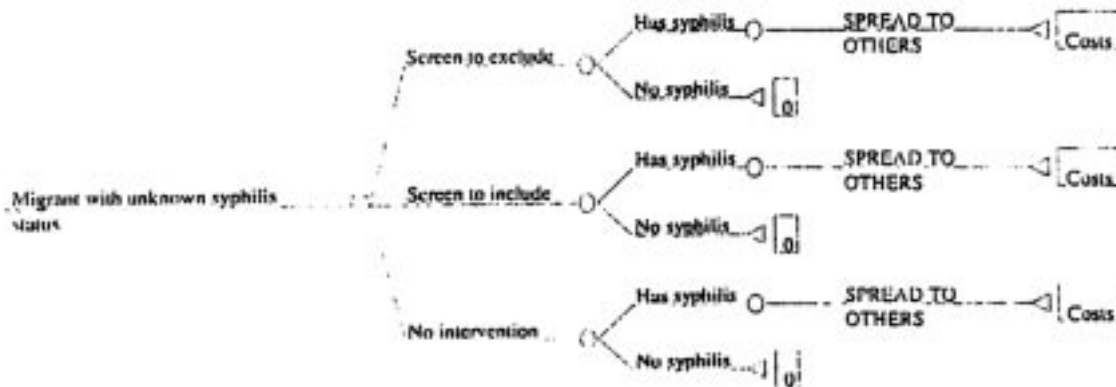 Has syphilis
SPREAD TO
OTHERS
Costs
Screen to exclude
No syphilis
0
Has syphilis
SPREAD TO
OTHERS
Costs
Migrant with unknown syphilis
status
Screen to include
No syphilis
0
Has syphilis
SPREAD TO
OTHERS
Costs
No intervention
No syphilis
0